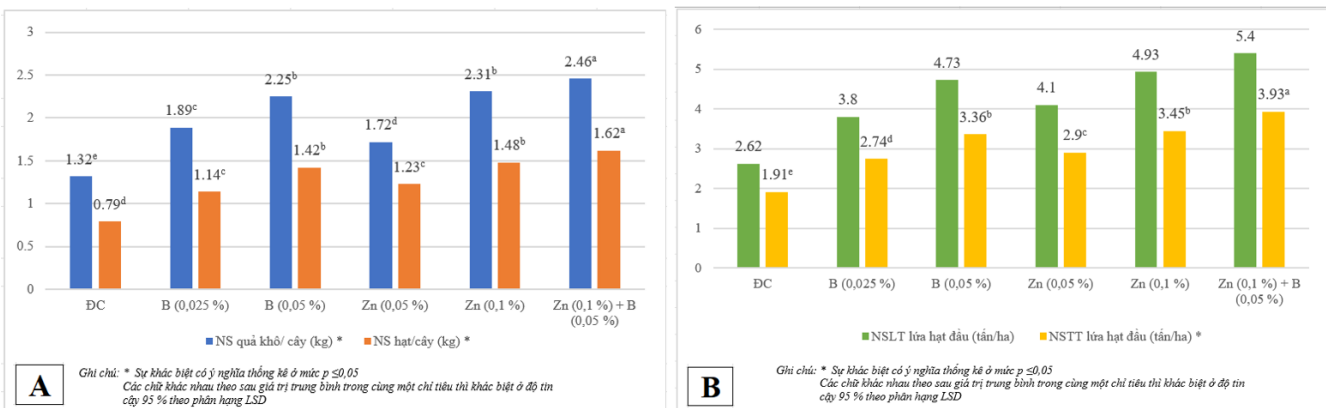 3
2.5
2
1.5
1
0.5
0
1.32ᵉ
0.79ᵈ
1.89ᶜ
1.14ᶜ
2.25ᵇ
1.42ᵇ
1.72ᵈ
1.23ᶜ
2.31ᵇ
1.48ᵇ
2.46ᵃ
1.62ᵃ
ĐC
B (0,025 %)
B (0,05 %)
Zn (0,05 %)
Zn (0,1 %)
Zn (0,1 %) + B
(0,05 %)
NS quả khô/ cây (kg) *
NS hạt/cây (kg) *
A
Ghi chú: * Sự khác biệt có ý nghĩa thống kê ở mức p ≤0,05
Các chữ khác nhau theo sau giá trị trung bình trong cùng một chỉ tiêu thì khác biệt ở độ tin
cậy 95 % theo phân hạng LSD
6
5
4
3
2
1
0
2.62
1.91ᵉ
3.8
2.74ᵈ
4.73
3.36ᵇ
4.1
2.9ᶜ
4.93
3.45ᵇ
5.4
3.93ᵃ
ĐC
B (0,025 %)
B (0,05 %)
Zn (0,05 %)
Zn (0,1 %)
Zn (0,1 %) + B
(0,05 %)
NSLT lứa hạt đầu (tấn/ha)
NSTT lứa hạt đầu (tấn/ha) *
B
Ghi chú: * Sự khác biệt có ý nghĩa thống kê ở mức p ≤0,05
Các chữ khác nhau theo sau giá trị trung bình trong cùng một chỉ tiêu thì khác biệt ở độ tin
cậy 95 % theo phân hạng LSD